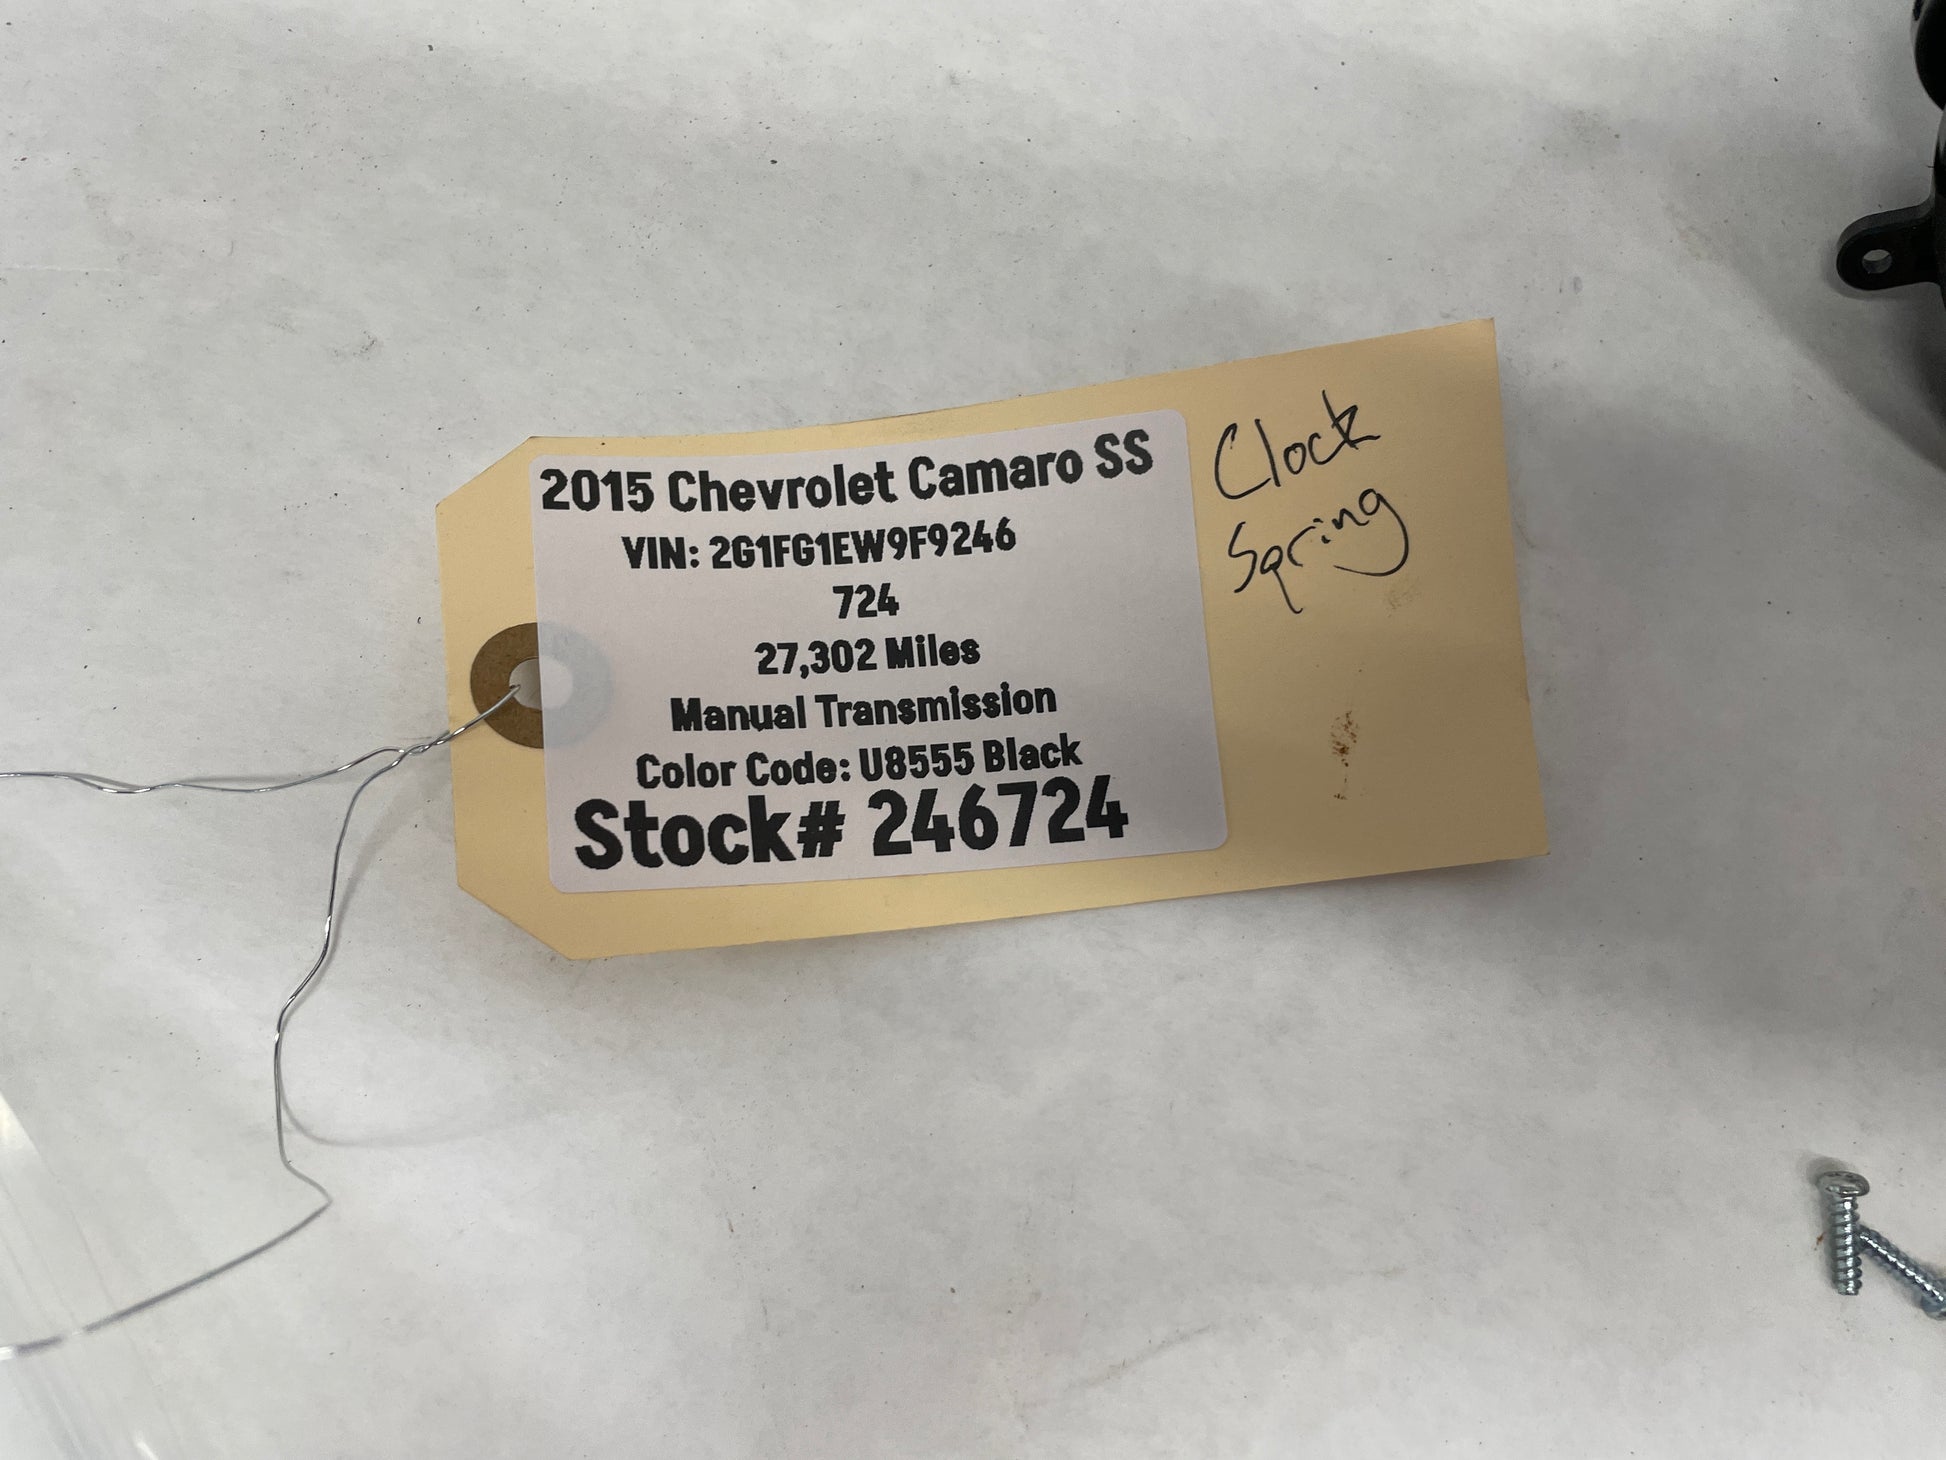 2015 Chevrolet Camaro SS
VIN: 2G1FG1EW9F9246
724
27,302 Miles
Manual Transmission
Color Code: U8555 Black
Stock# 246724
Clock
Spring